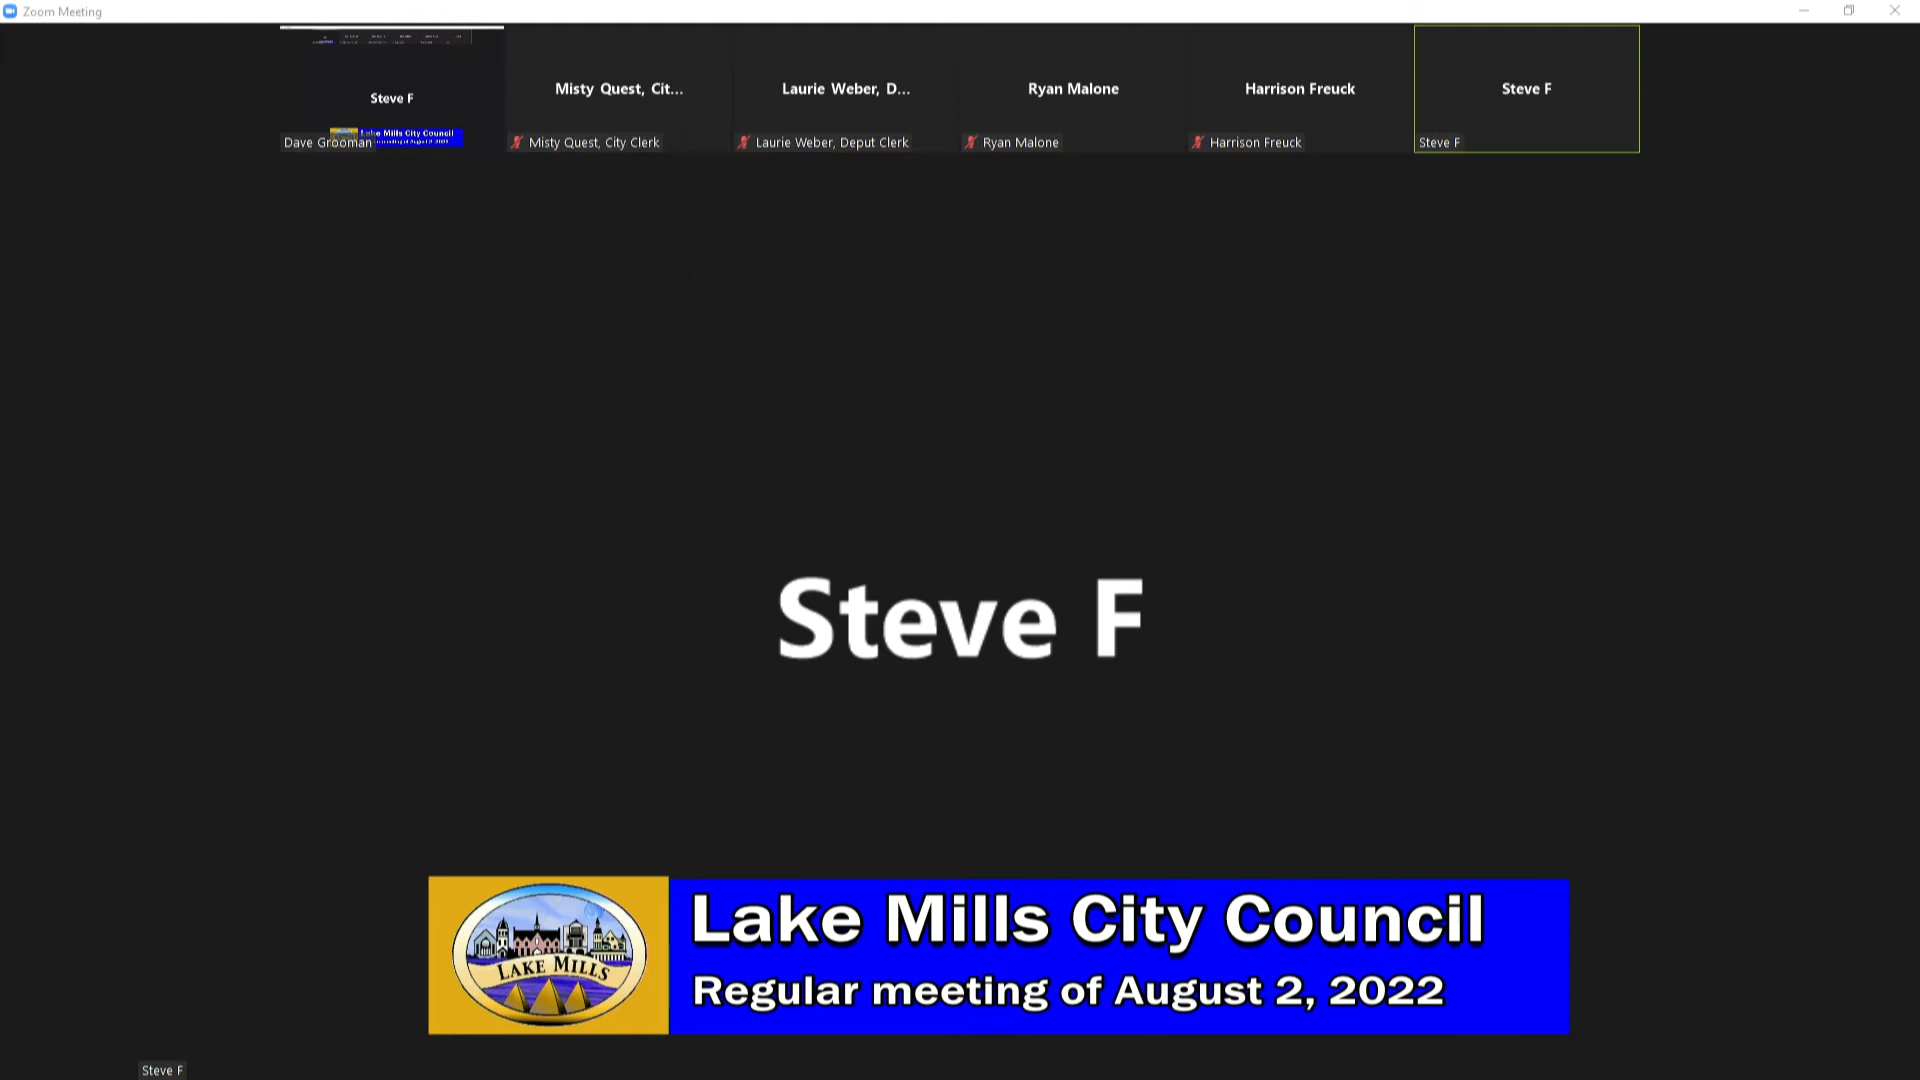 Zoom Meeting
Steve F
Misty Quest, Cit...
Laurie Weber, D...
Ryan Malone
Harrison Freuck
Steve F
Lake Mills City Council
Dave Grooman
Misty Quest, City Clerk
Laurie Weber, Deput Clerk
Ryan Malone
Harrison Freuck
Steve F
Steve F
LAKE MILLS
Lake Mills City Council
Regular meeting of August 2, 2022
Steve F